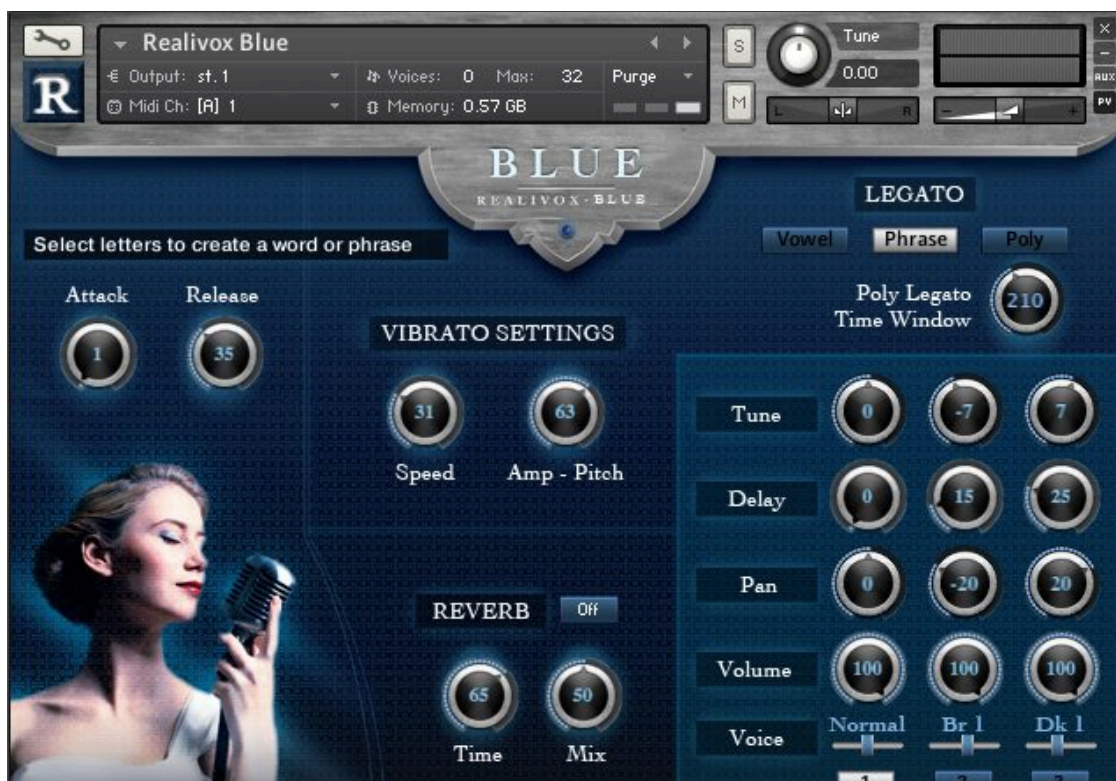 Realivox Blue
S
Tune
X
Output: st.1
Voices: 0 Max: 32
Purge
0.00
-
AUX
R
Midi Ch: [A] 1
Memory: 0.57 GB
M
L
R
-
+
PV
BLUE
REALIVOX-BLUE
LEGATO
Select letters to create a word or phrase
Vowel
Phrase
Poly
Attack
Release
Poly Legato
Time Window
210
1
35
VIBRATO SETTINGS
31
63
Speed
Amp - Pitch
Tune
0
-7
7
Delay
0
15
25
Pan
0
-20
20
REVERB
Off
65
50
Time
Mix
Volume
100
100
100
Voice
Normal
Br 1
Dk 1
1
2
3